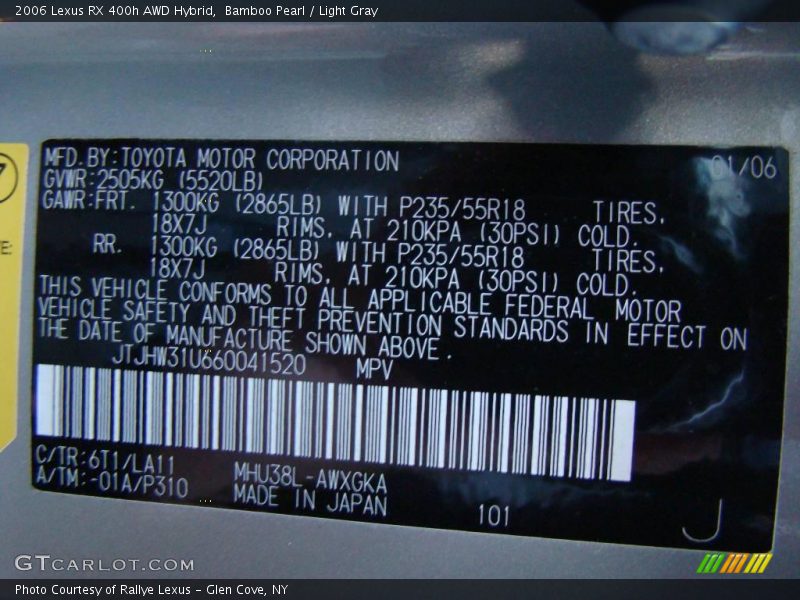 2006 Lexus RX 400h AWD Hybrid,  Bamboo Pearl / Light Gray
MFD.BY:TOYOTA MOTOR CORPORATION 01/06
GVWR:2505KG (5520LB)
GAWR:FRT. 1300KG (2865LB) WITH P235/55R18 TIRES,
18X7J RIMS, AT 210KPA (30PSI) COLD.
RR. 1300KG (2865LB) WITH P235/55R18 TIRES,
18X7J RIMS, AT 210KPA (30PSI) COLD.
THIS VEHICLE CONFORMS TO ALL APPLICABLE FEDERAL MOTOR
VEHICLE SAFETY AND THEFT PREVENTION STANDARDS IN EFFECT ON
THE DATE OF MANUFACTURE SHOWN ABOVE.
JTJHW31U660041520 MPV
C/TR:6T1/LA11 MHU38L-AWXGKA
A/TM:-01A/P310 MADE IN JAPAN 101 J
GTCARLOT.COM
Photo Courtesy of Rallye Lexus - Glen Cove, NY